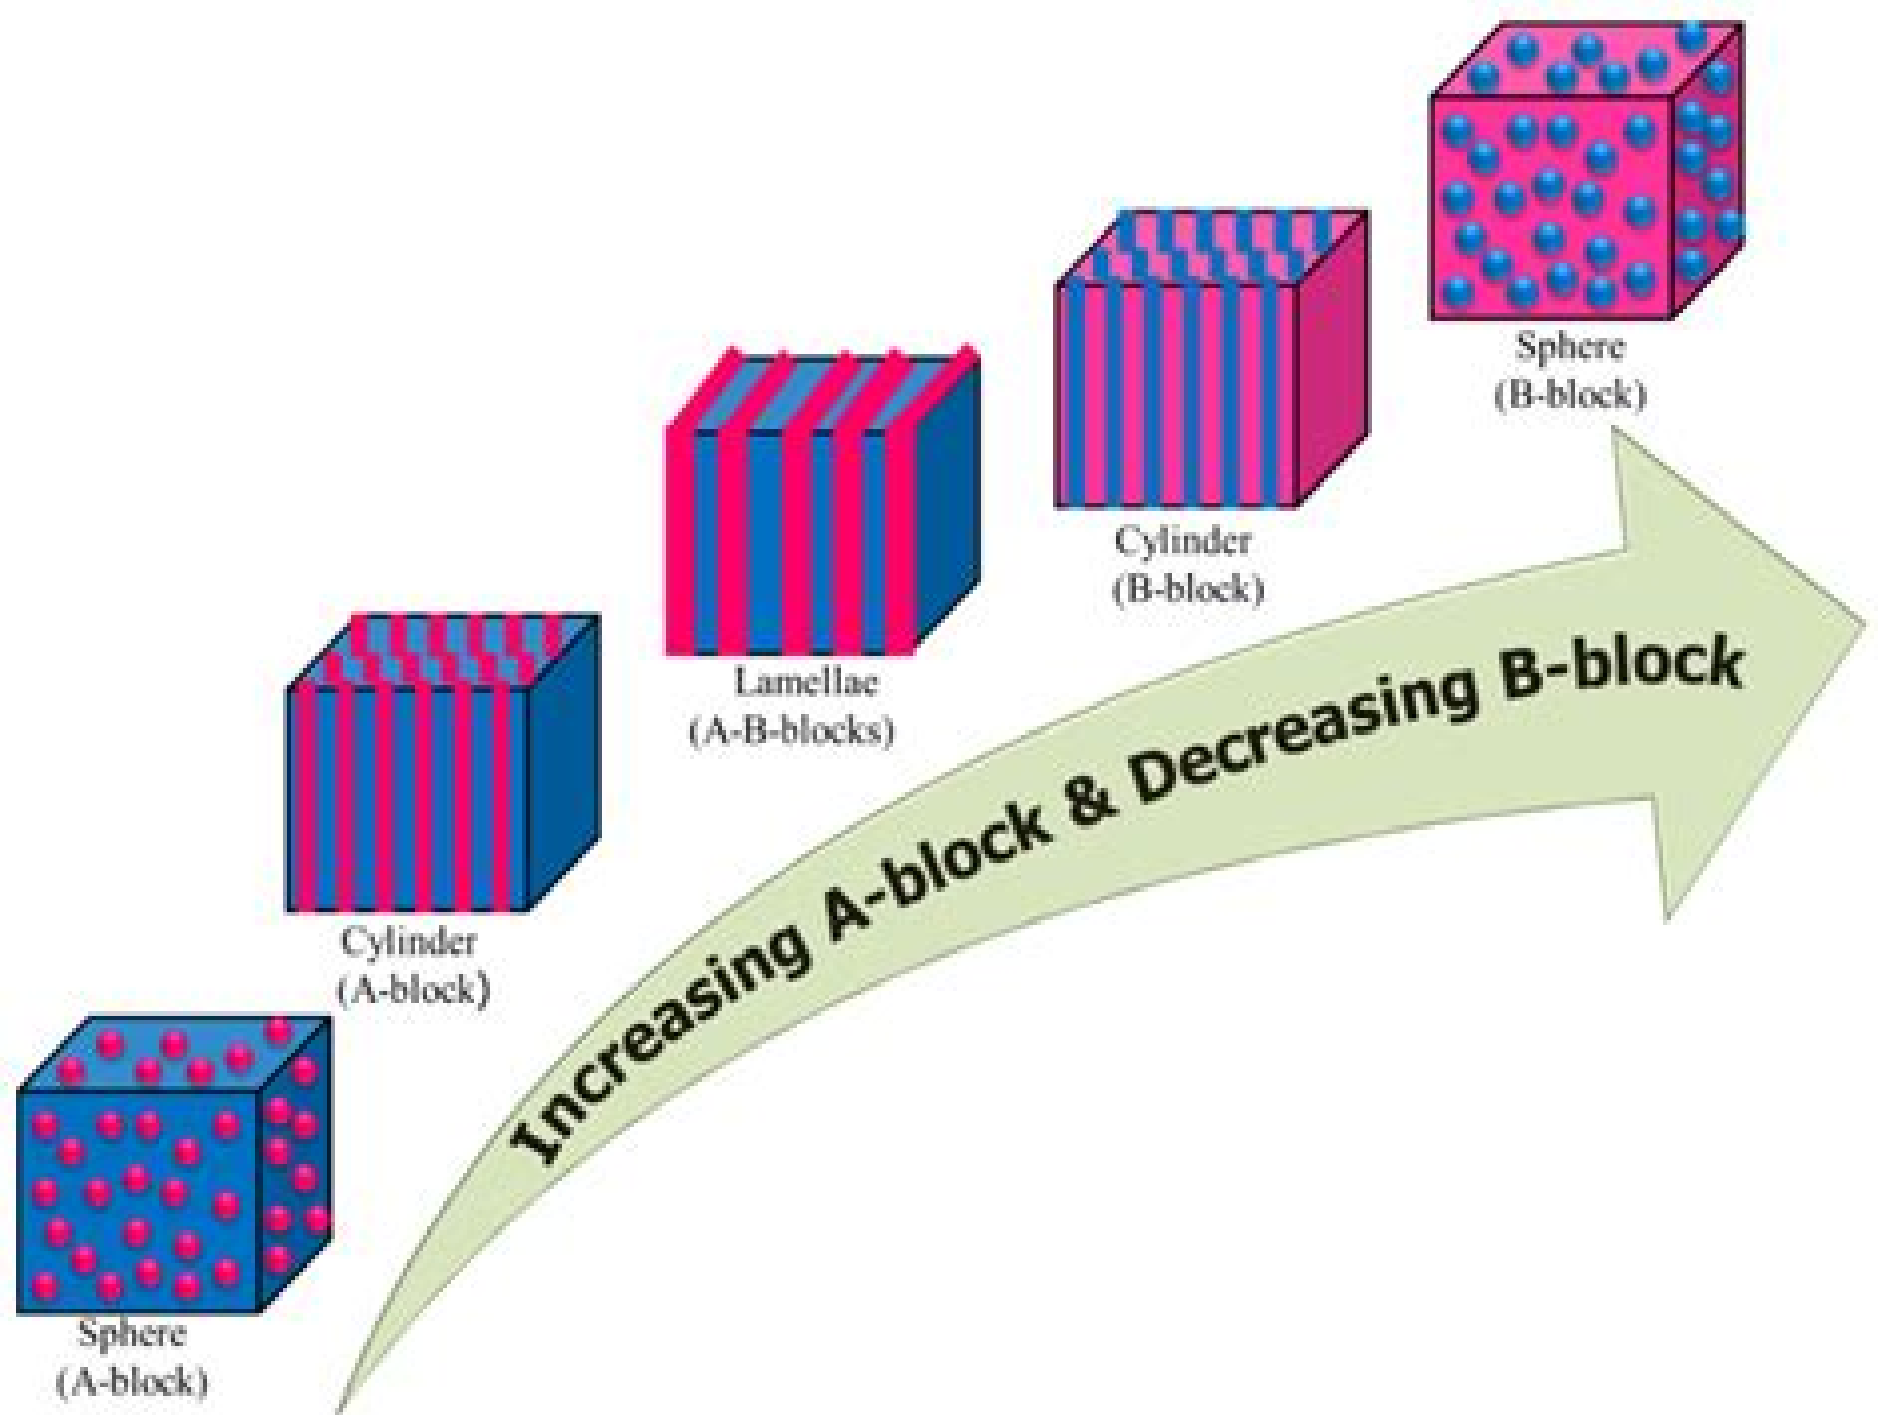 Sphere
(B-block)
Cylinder
(B-block)
Lamellae
(A-B-blocks)
Cylinder
(A-block)
Sphere
(A-block)
Increasing A-block & Decreasing B-block